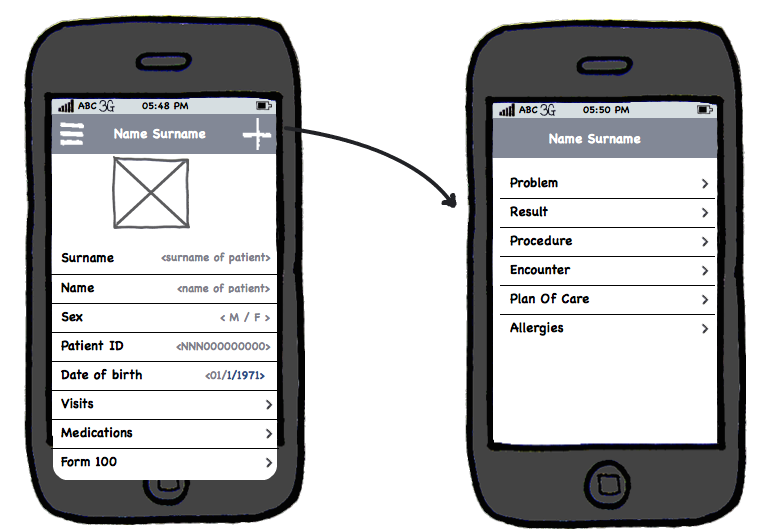 ABC 3G 05:48 PM
Name Surname
Surname <surname of patient>
Name <name of patient>
Sex < M / F >
Patient ID <NNN000000000>
Date of birth <01/1/1971>
Visits
Medications
Form 100
ABC 3G 05:50 PM
Name Surname
Problem
Result
Procedure
Encounter
Plan Of Care
Allergies